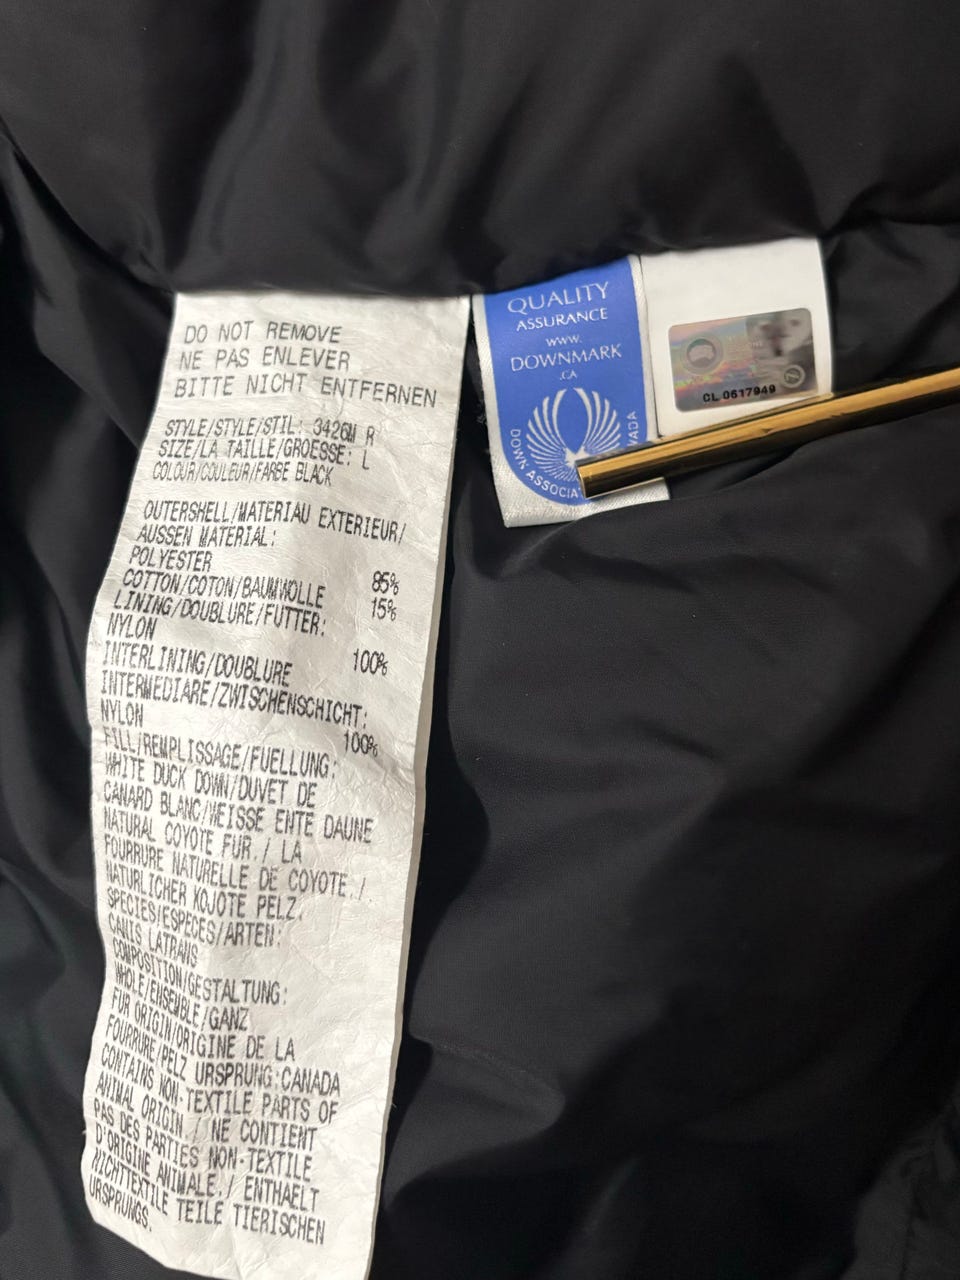 DO NOT REMOVE
NE PAS ENLEVER
BITTE NICHT ENTFERNEN
STYLE/STYLE/STIL: 3426M R
SIZE/LA TAILLE/GROESSE: L
COLOUR/COULEUR/FARBE BLACK
OUTERSHELL/MATERIAU EXTERIEUR/
AUSSEN MATERIAL:
POLYESTER 85%
COTTON/COTON/BAUMWOLLE 15%
LINING/DOUBLURE/FUTTER:
NYLON 100%
INTERLINING/DOUBLURE
INTERMEDIARE/ZWISCHENSCHICHT:
NYLON 100%
FILL/REMPLISSAGE/FUELLUNG:
WHITE DUCK DOWN/DUVET DE
CANARD BLANC/WEISSE ENTE DAUNE
NATURAL COYOTE FUR./ LA
FOURRURE NATURELLE DE COYOTE./
NATURLICHER KOJOTE PELZ.
SPECIES/ESPECES/ARTEN:
CANIS LATRANS
COMPOSITION/GESTALTUNG:
WHOLE/ENSEMBLE/GANZ
FUR ORIGIN/ORIGINE DE LA
FOURRURE/PELZ URSPRUNG:CANADA
CONTAINS NON-TEXTILE PARTS OF
ANIMAL ORIGIN / NE CONTIENT
PAS DES PARTIES NON-TEXTILE
D'ORIGINE ANIMALE./ ENTHAELT
NICHTTEXTILE TEILE TIERISCHEN
URSPRUNGS.
QUALITY
ASSURANCE
www.
DOWNMARK
.CA
DOWN ASSOCIA
NADA
CL 0617949